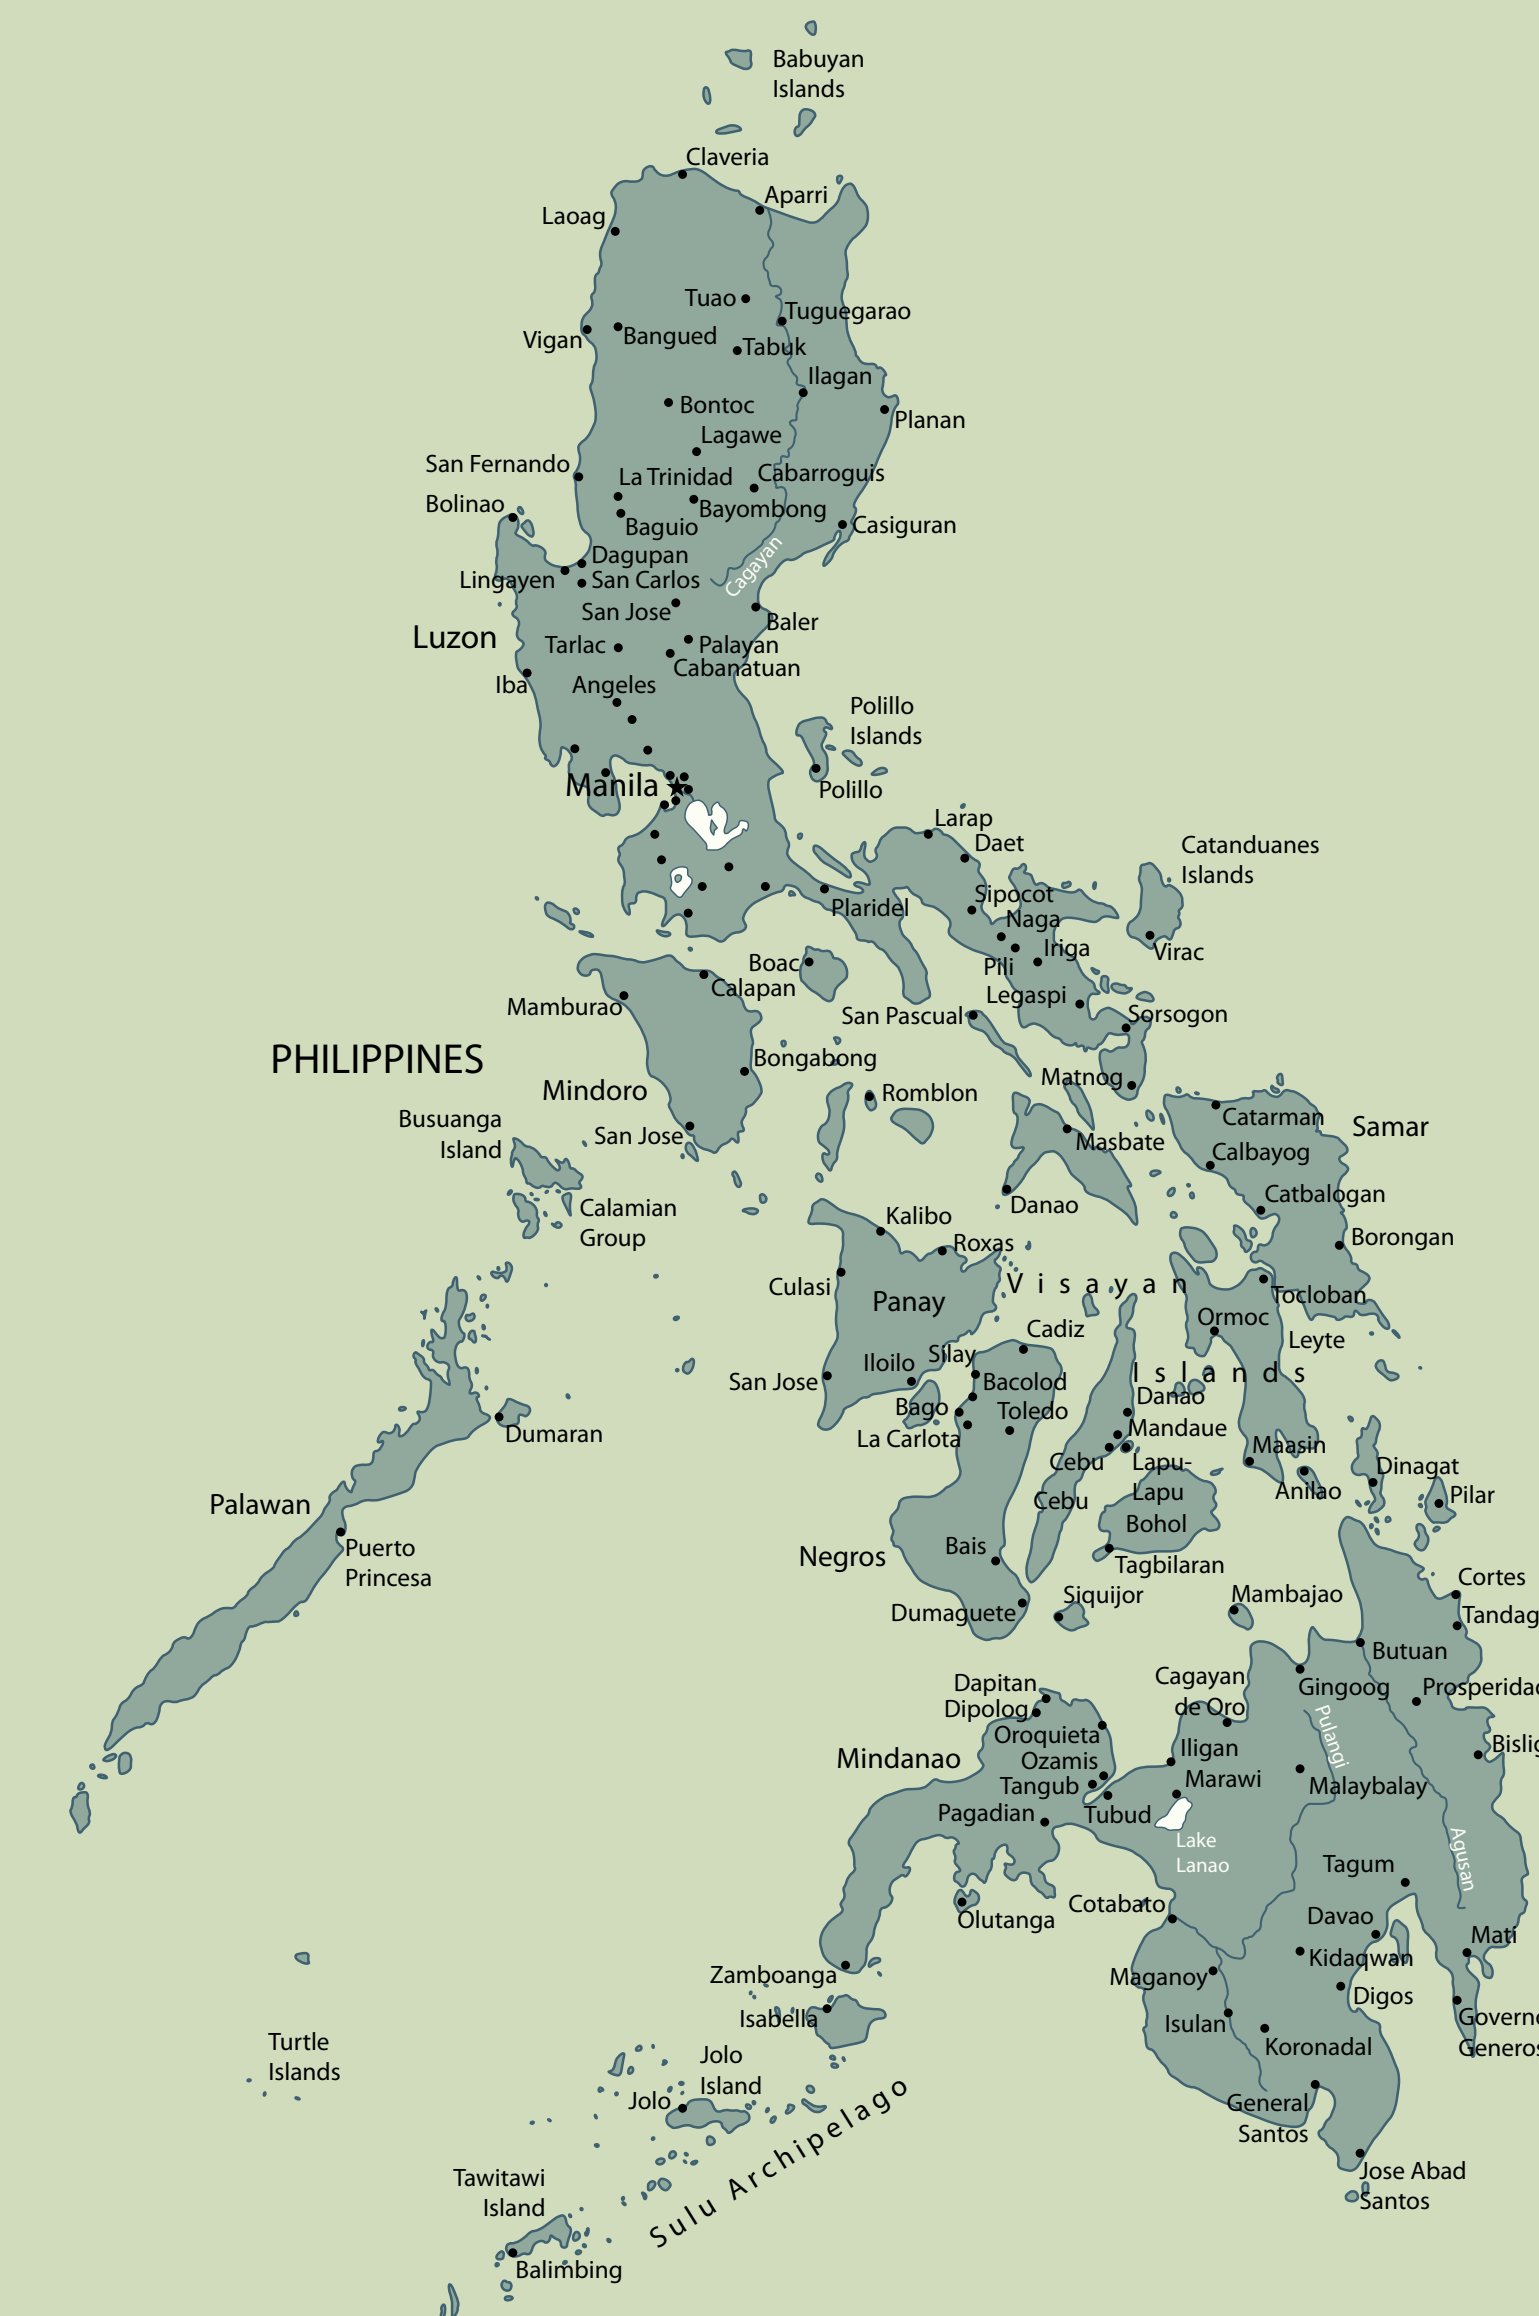 Babuyan
Islands
Claveria
Aparri
Laoag
Tuao
Tuguegarao
Vigan
Bangued
Tabuk
Ilagan
Bontoc
Planan
Lagawe
San Fernando
La Trinidad
Cabarroguis
Bolinao
Bayombong
Baguio
Casiguran
Dagupan
Cagayan
Lingayen
San Carlos
San Jose
Baler
Luzon
Tarlac
Palayan
Cabanatuan
Iba
Angeles
Polillo
Islands
Manila
Polillo
Larap
Daet
Catanduanes
Islands
Sipocot
Plaridel
Naga
Iriga
Virac
Boac
Pili
Calapan
Legaspi
Mamburao
San Pascual
Sorsogon
PHILIPPINES
Bongabong
Matnog
Mindoro
Romblon
Busuanga
Island
Catarman
Samar
San Jose
Masbate
Calbayog
Calamian
Group
Danao
Catbalogan
Kalibo
Roxas
Borongan
Culasi
Visayan
Islands
Panay
Tocloban
Ormoc
Cadiz
Leyte
Silay
Iloilo
San Jose
Bacolod
Danao
Bago
Toledo
Mandaue
Dumaran
La Carlota
Maasin
Cebu
Lapu-
Lapu
Dinagat
Anilao
Pilar
Palawan
Cebu
Bohol
Puerto
Princesa
Negros
Bais
Tagbilaran
Cortes
Siquijor
Mambajao
Dumaguete
Tandag
Butuan
Dapitan
Cagayan
de Oro
Gingoog
Prosperidad
Dipolog
Oroquieta
Pulangi
Mindanao
Iligan
Bislig
Ozamis
Tangub
Marawi
Malaybalay
Pagadian
Tubud
Lake
Lanao
Agusan
Tagum
Cotabato
Olutanga
Davao
Mati
Kidaqwan
Zamboanga
Maganoy
Digos
Isabella
Isulan
Governo
Generos
Turtle
Islands
Koronadal
Jolo
Island
Jolo
General
Santos
Sulu Archipelago
Jose Abad
Santos
Tawitawi
Island
Balimbing